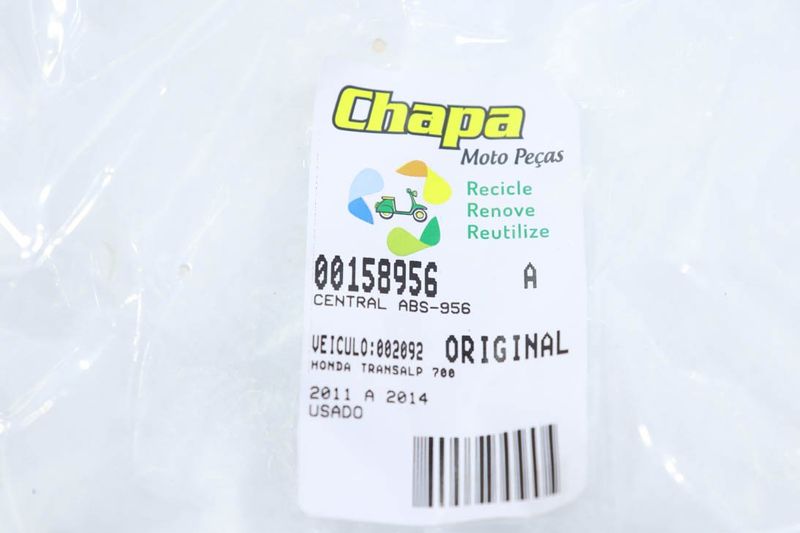 Chapa
Moto Peças
Recicle
Renove
Reutilize
00158956 A
CENTRAL ABS-956
VEICULO:002092 ORIGINAL
HONDA TRANSALP 700
2011 A 2014
USADO